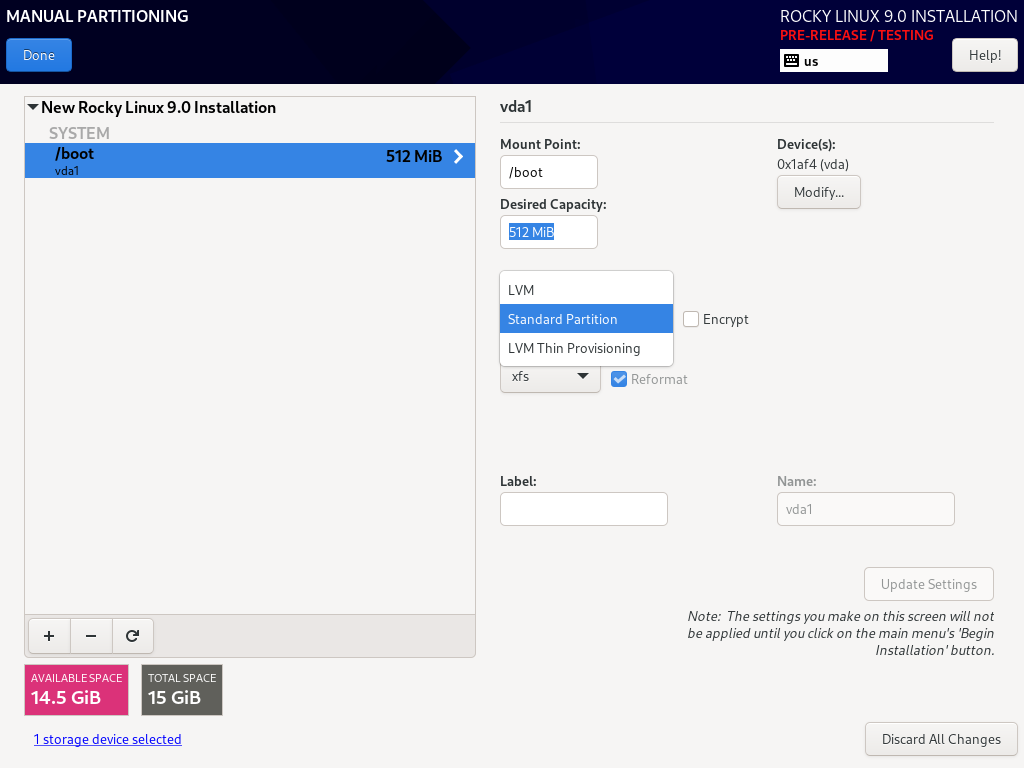 MANUAL PARTITIONING
ROCKY LINUX 9.0 INSTALLATION
PRE-RELEASE / TESTING
Done
us
Help!
New Rocky Linux 9.0 Installation
SYSTEM
/boot
512 MiB
vda1
vda1
Mount Point:
/boot
Device(s):
0x1af4 (vda)
Modify...
Desired Capacity:
512 MiB
LVM
Standard Partition
LVM Thin Provisioning
Encrypt
xfs
Reformat
Label:
Name:
vda1
Update Settings
Note: The settings you make on this screen will not
be applied until you click on the main menu's 'Begin
Installation' button.
AVAILABLE SPACE
14.5 GiB
TOTAL SPACE
15 GiB
1 storage device selected
Discard All Changes